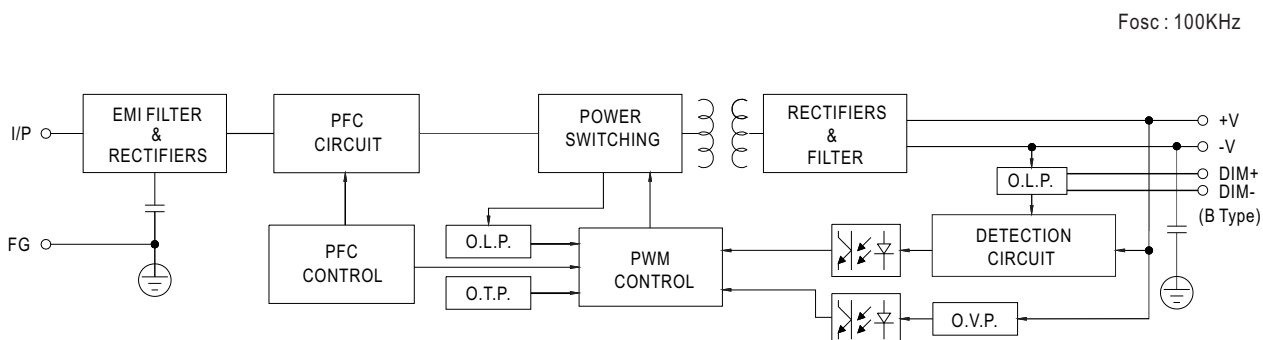 Fosc : 100KHz
I/P
EMI FILTER
&
RECTIFIERS
PFC
CIRCUIT
POWER
SWITCHING
RECTIFIERS
&
FILTER
+V
-V
DIM+
DIM-
(B Type)
O.L.P.
FG
PFC
CONTROL
O.L.P.
O.T.P.
PWM
CONTROL
DETECTION
CIRCUIT
O.V.P.